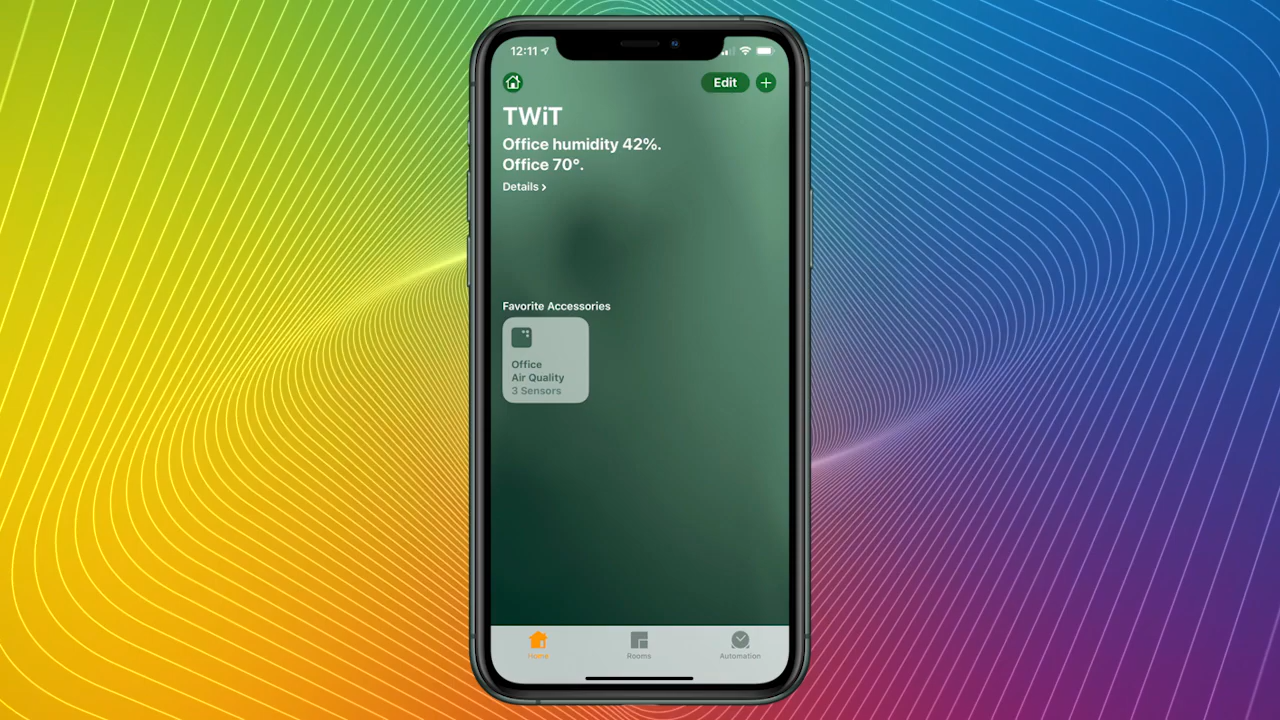 12:11
Edit
TWiT
Office humidity 42%.
Office 70°.
Details >
Favorite Accessories
Office
Air Quality
3 Sensors
Home
Rooms
Automation